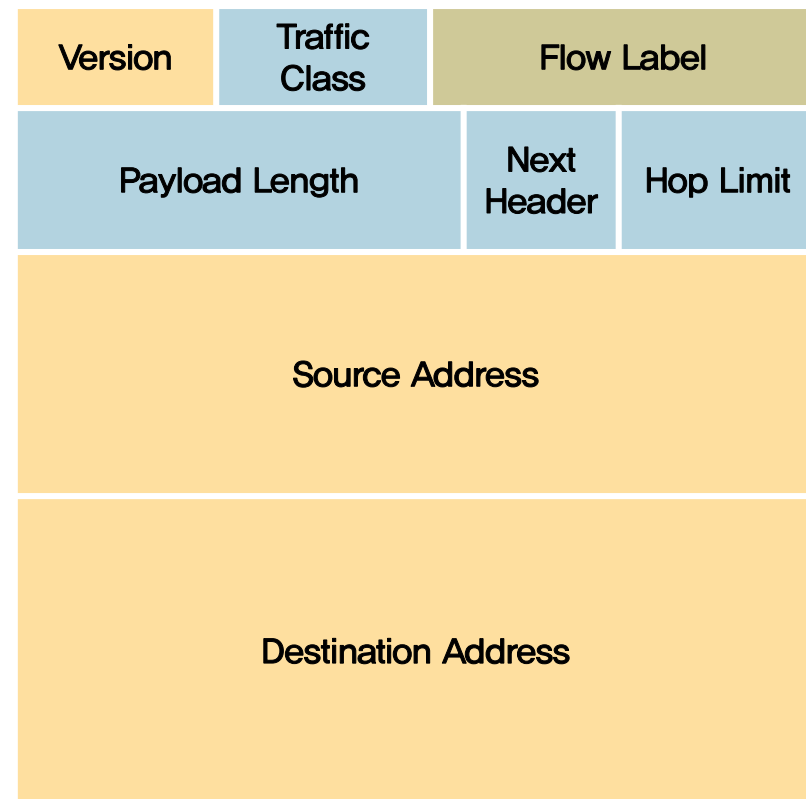 Version
Traffic
Class
Flow Label
Payload Length
Next
Header
Hop Limit
Source Address
Destination Address